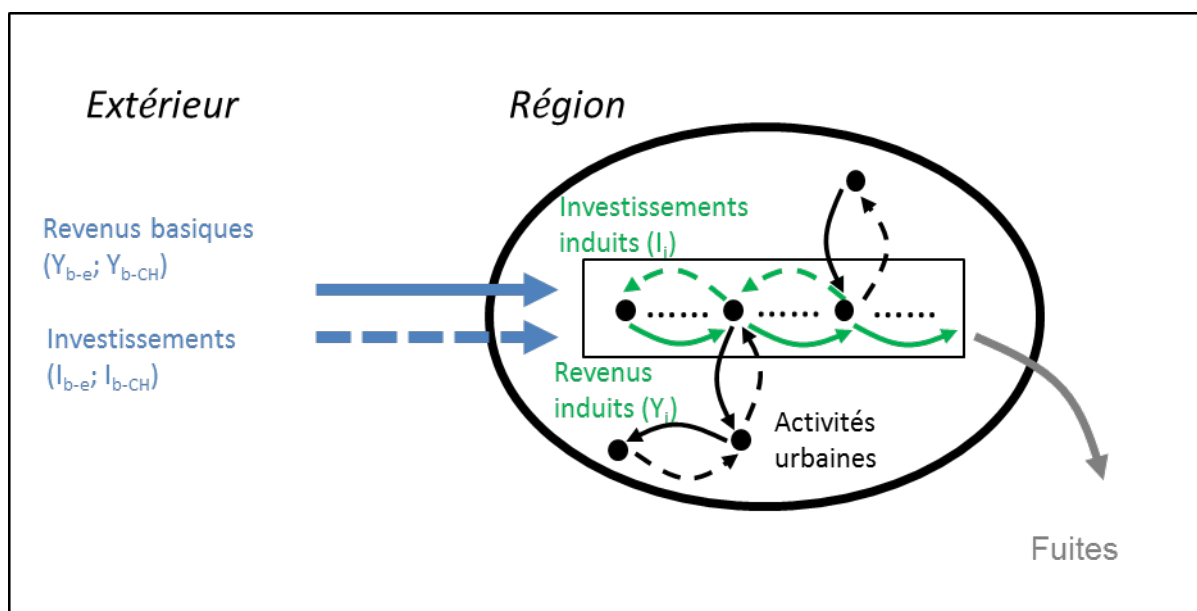 Extérieur
Région
Revenus basiques
(Yb-e; Yb-CH)
Investissements
(Ib-e; Ib-CH)
Investissements
induits (Ii)
Revenus
induits (Yi)
Activités
urbaines
Fuites